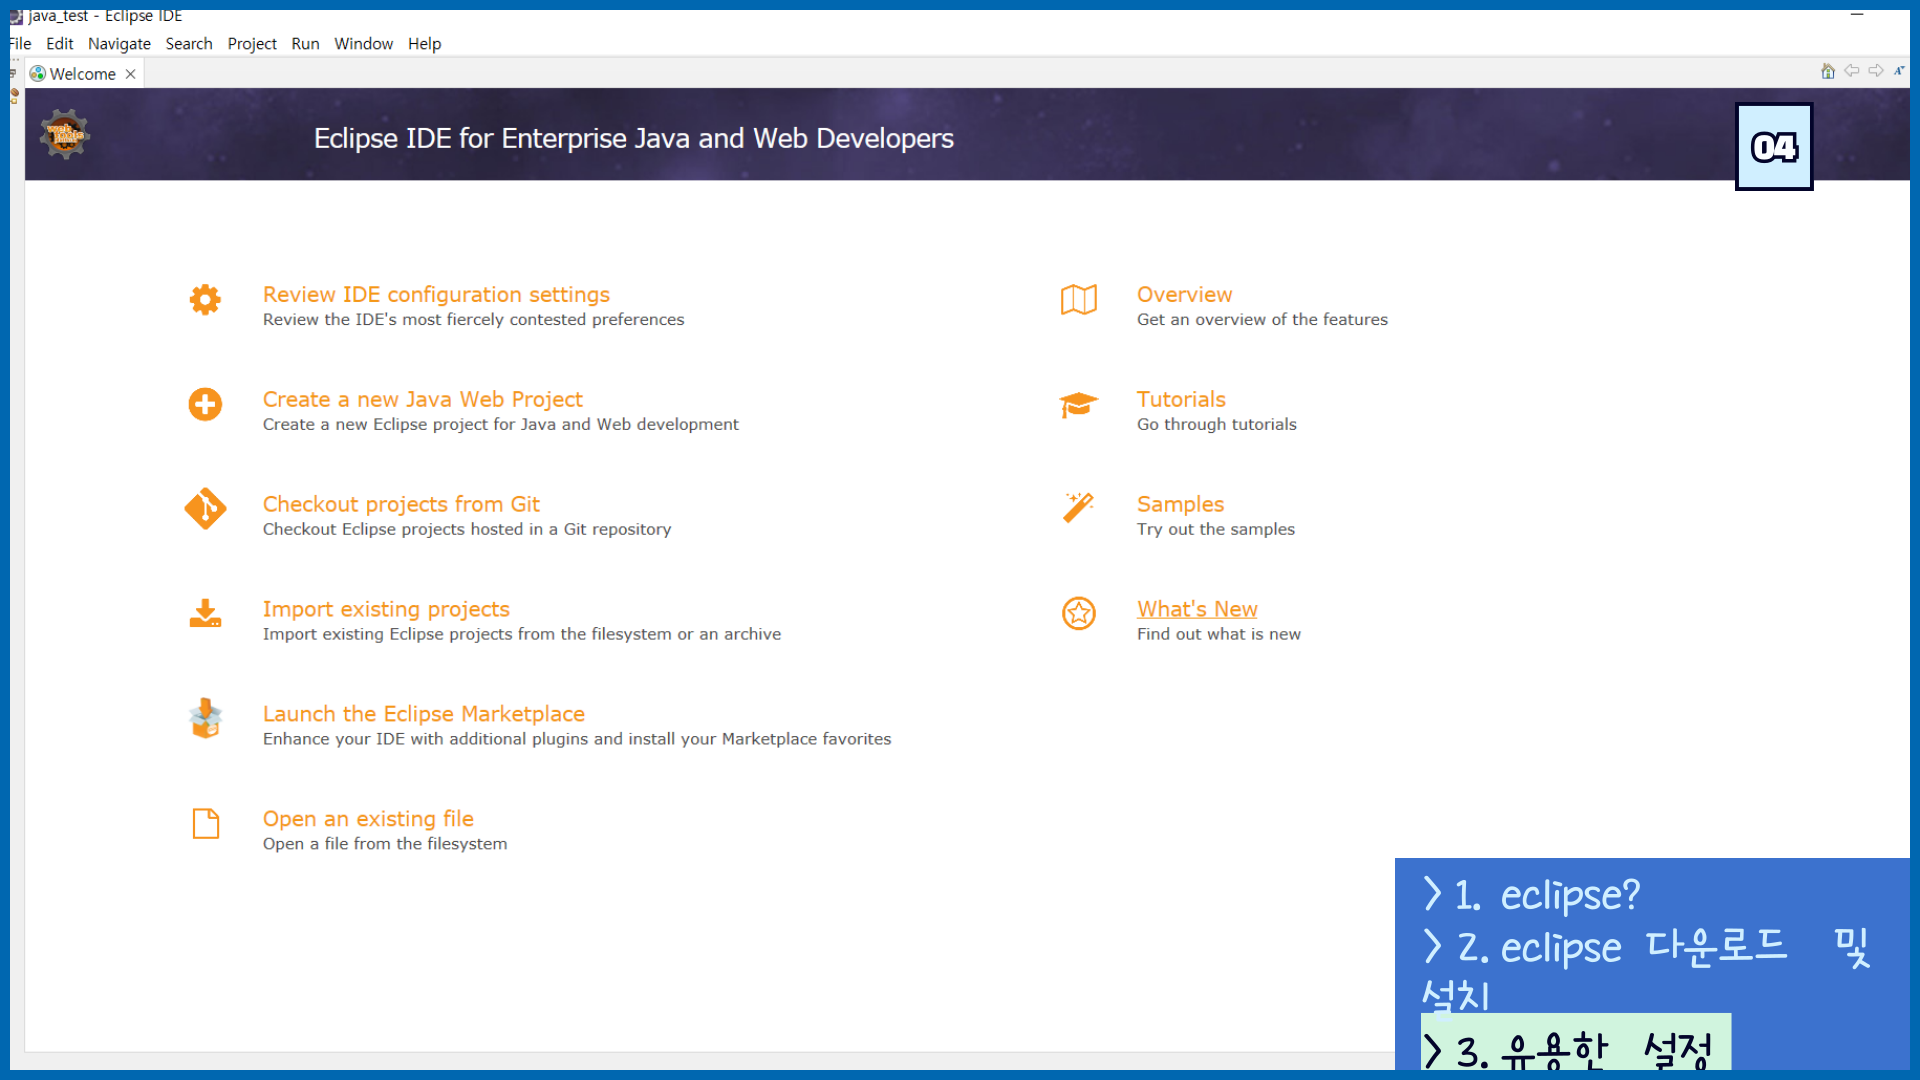 java_test - Eclipse IDE
File Edit Navigate Search Project Run Window Help
Welcome
Eclipse IDE for Enterprise Java and Web Developers
04
Review IDE configuration settings
Review the IDE's most fiercely contested preferences
Create a new Java Web Project
Create a new Eclipse project for Java and Web development
Checkout projects from Git
Checkout Eclipse projects hosted in a Git repository
Import existing projects
Import existing Eclipse projects from the filesystem or an archive
Launch the Eclipse Marketplace
Enhance your IDE with additional plugins and install your Marketplace favorites
Open an existing file
Open a file from the filesystem
Overview
Get an overview of the features
Tutorials
Go through tutorials
Samples
Try out the samples
What's New
Find out what is new
> 1. eclipse?
> 2. eclipse 다운로드 및
설치
> 3. 유용한 설정